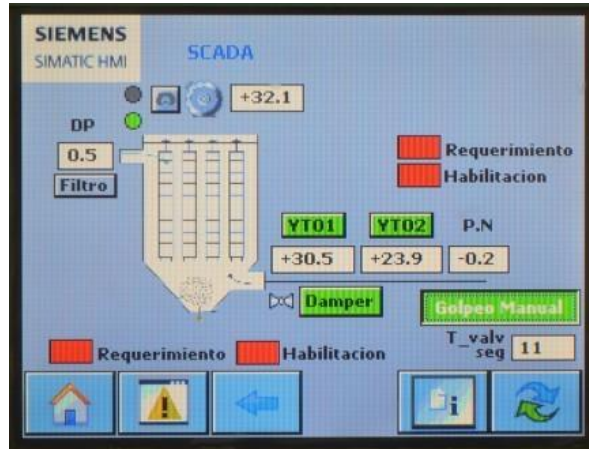 SIEMENS
SIMATIC HMI
SCADA
+32.1
DP
0.5
Filtro
Requerimiento
Habilitacion
YT01 YT02 P.N
+30.5 +23.9 -0.2
Damper
Golpeo Manual
T_valv
seg 11
Requerimiento Habilitacion
i